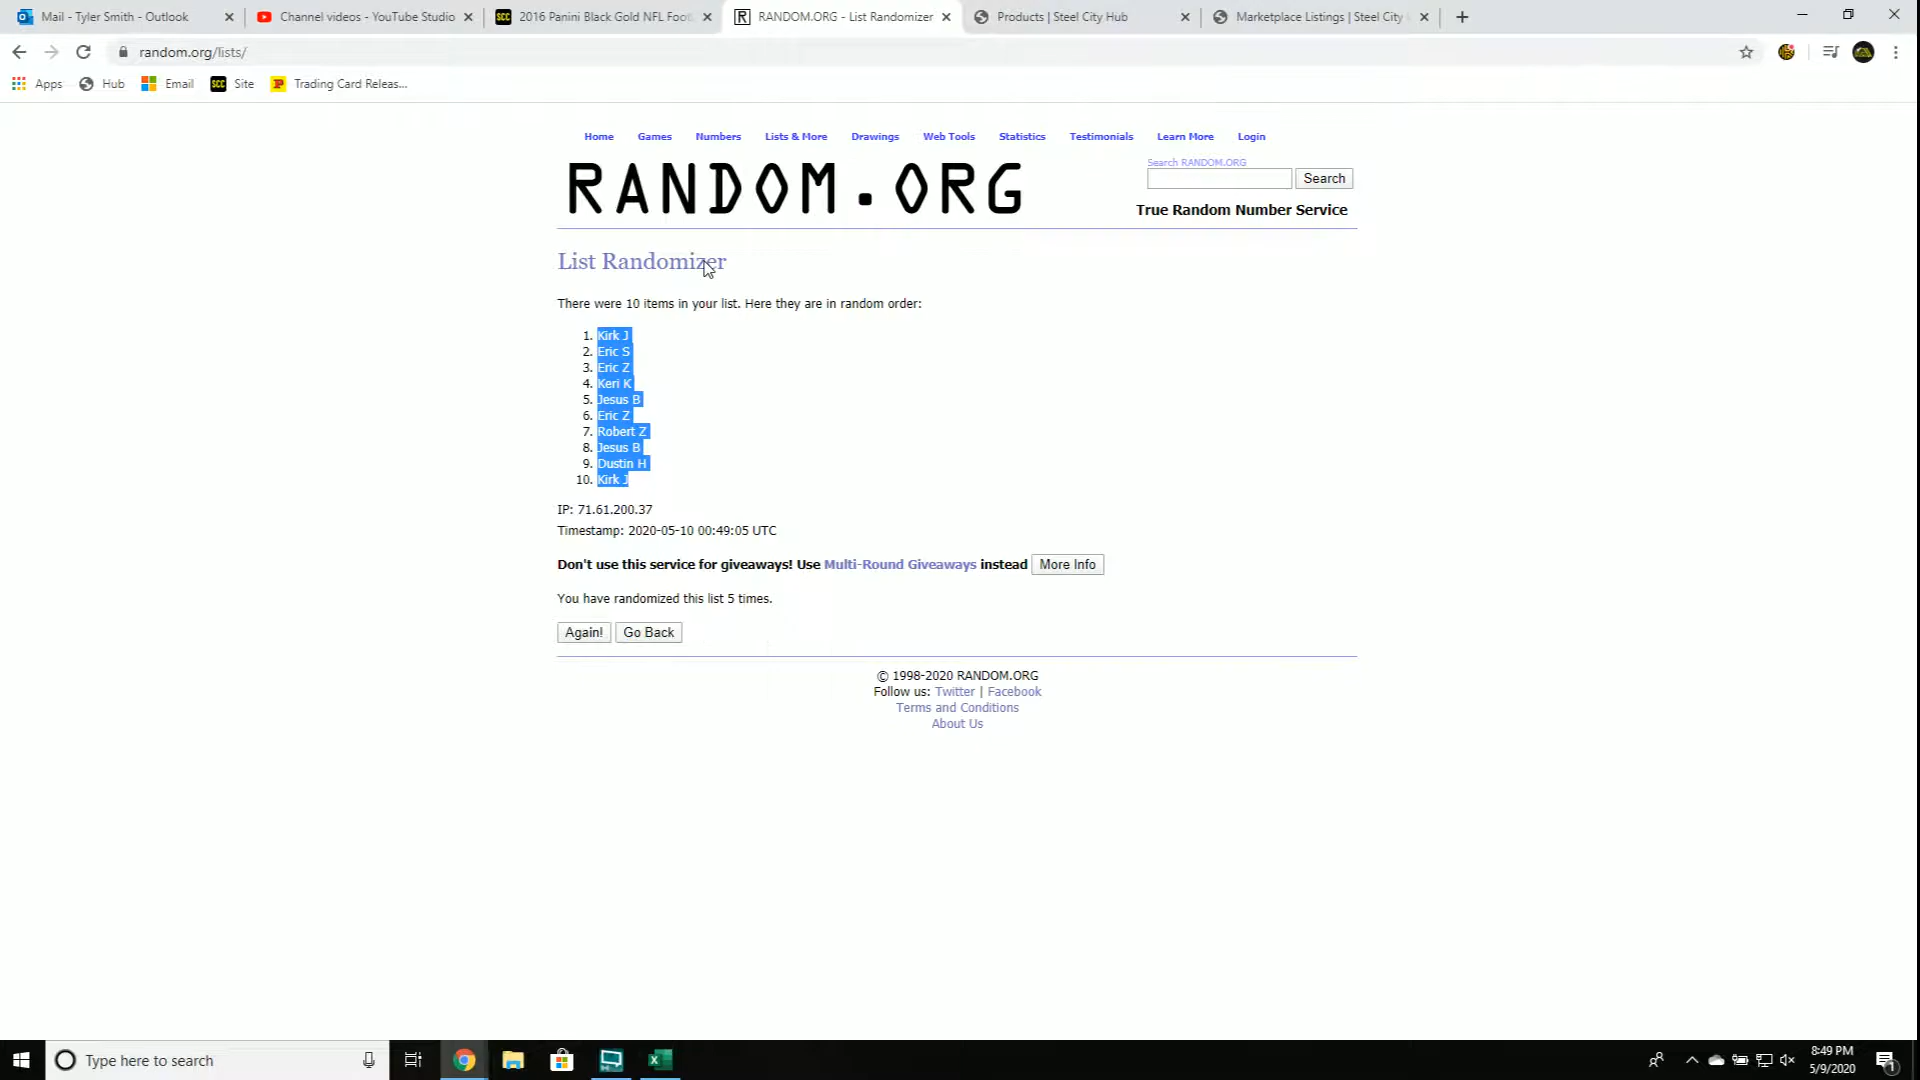 Mail - Tyler Smith - Outlook
Channel videos - YouTube Studio
SCC 2016 Panini Black Gold NFL Foot
R RANDOM.ORG - List Randomizer
Products | Steel City Hub
Marketplace Listings | Steel City
random.org/lists/
Apps Hub Email SCC Site Trading Card Releas...
Home Games Numbers Lists & More Drawings Web Tools Statistics Testimonials Learn More Login
RANDOM.ORG
Search RANDOM.ORG
Search
True Random Number Service
List Randomizer
There were 10 items in your list. Here they are in random order:
1. Kirk J
2. Eric S
3. Eric Z
4. Keri K
5. Jesus B
6. Eric Z
7. Robert Z
8. Jesus B
9. Dustin H
10. Kirk J
IP: 71.61.200.37
Timestamp: 2020-05-10 00:49:05 UTC
Don't use this service for giveaways! Use Multi-Round Giveaways instead More Info
You have randomized this list 5 times.
Again! Go Back
© 1998-2020 RANDOM.ORG
Follow us: Twitter | Facebook
Terms and Conditions
About Us
Type here to search
8:49 PM
5/9/2020
1